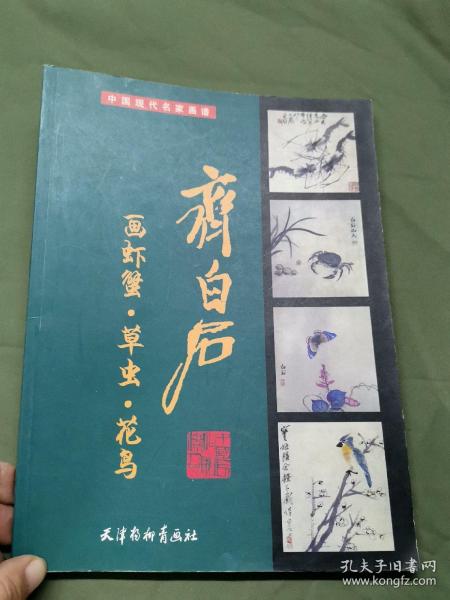 中国现代名家画谱
齐白石
画虾蟹·草虫·花鸟
天津杨柳青画社
孔夫子旧书网
www.kongfz.com